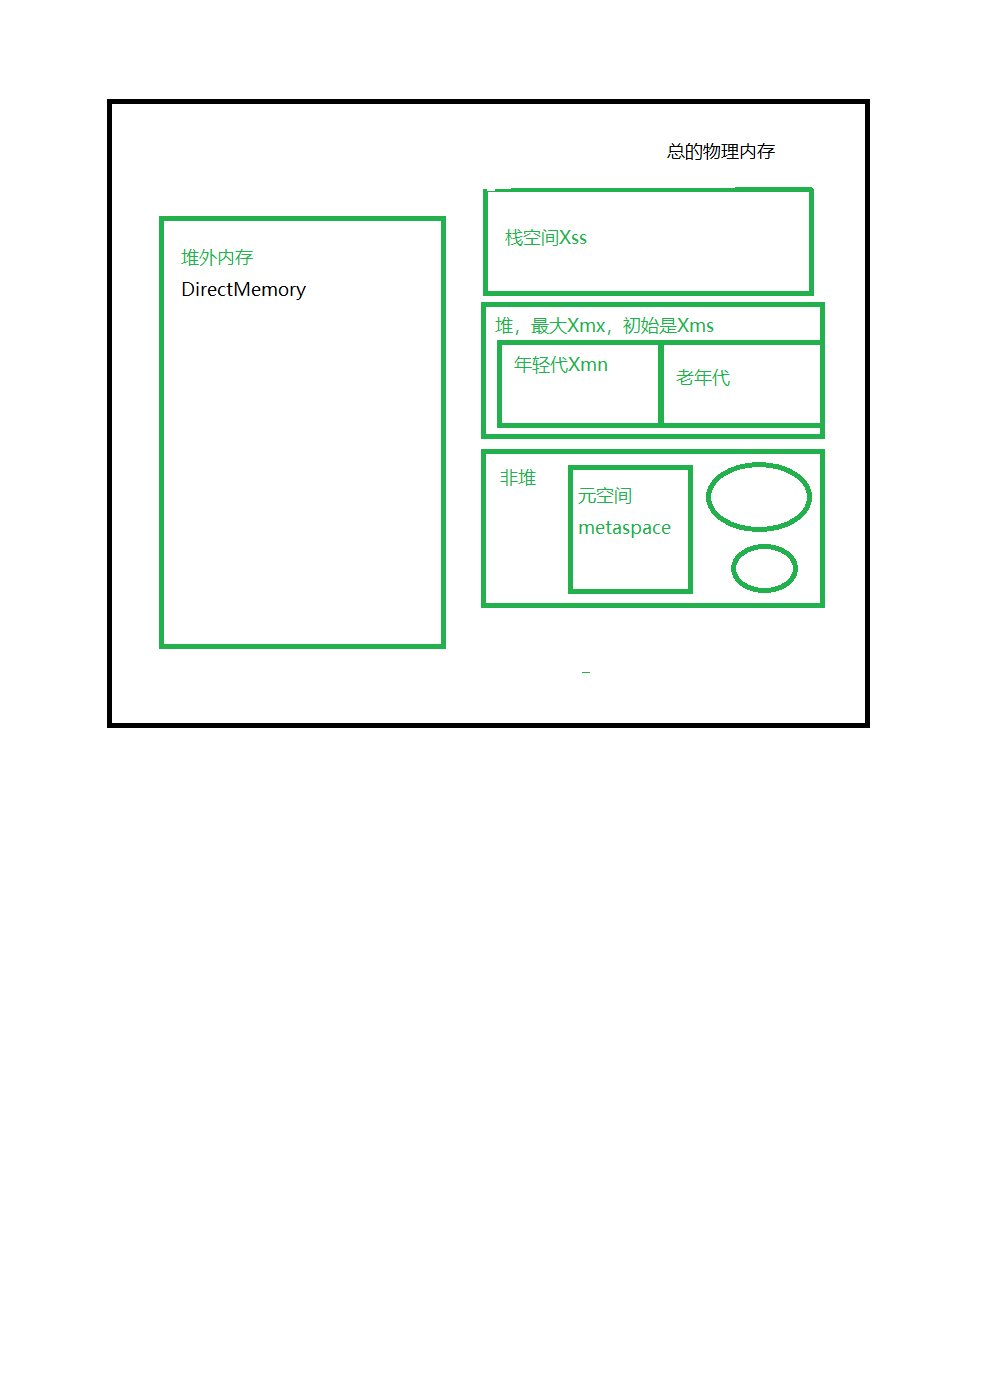 总的物理内存
堆外内存
DirectMemory
栈空间Xss
堆，最大Xmx，初始是Xms
年轻代Xmn
老年代
非堆
元空间
metaspace